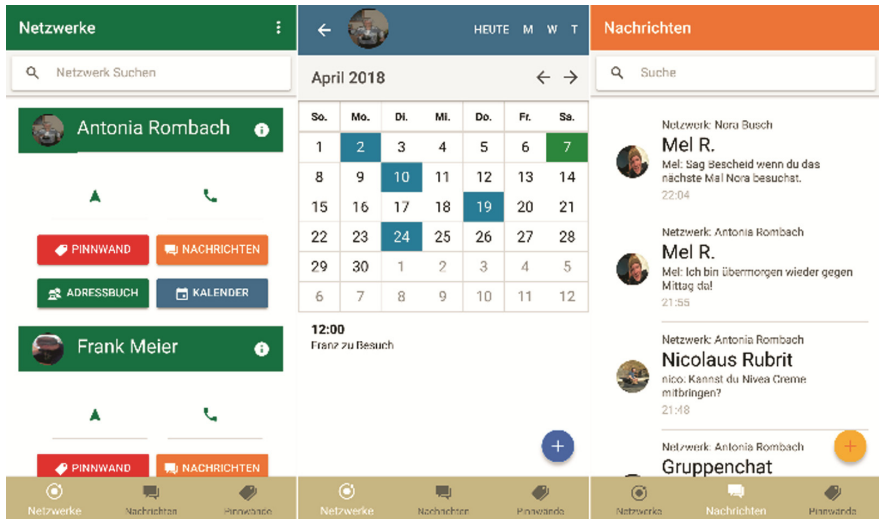 Netzwerke
Netzwerk Suchen
Antonia Rombach
PINNWAND
NACHRICHTEN
ADRESSBUCH
KALENDER
Frank Meier
PINNWAND
NACHRICHTEN
Netzwerke
Nachrichten
Pinnwände
HEUTE M W T
April 2018
So. Mo. Di. Mi. Do. Fr. Sa.
1 2 3 4 5 6 7
8 9 10 11 12 13 14
15 16 17 18 19 20 21
22 23 24 25 26 27 28
29 30 1 2 3 4 5
6 7 8 9 10 11 12
12:00
Franz zu Besuch
Netzwerke
Nachrichten
Pinnwände
Nachrichten
Suche
Netzwerk: Nora Busch
Mel R.
Mel: Sag Bescheid wenn du das
nächste Mal Nora besuchst.
22:04
Netzwerk: Antonia Rombach
Mel R.
Mel: Ich bin übermorgen wieder gegen
Mittag da!
21:55
Netzwerk: Antonia Rombach
Nicolaus Rubrit
nico: Kannst du Nivea Creme
mitbringen?
21:48
Netzwerk: Antonia Rombach
Gruppenchat
Netzwerke
Nachrichten
Pinnwände